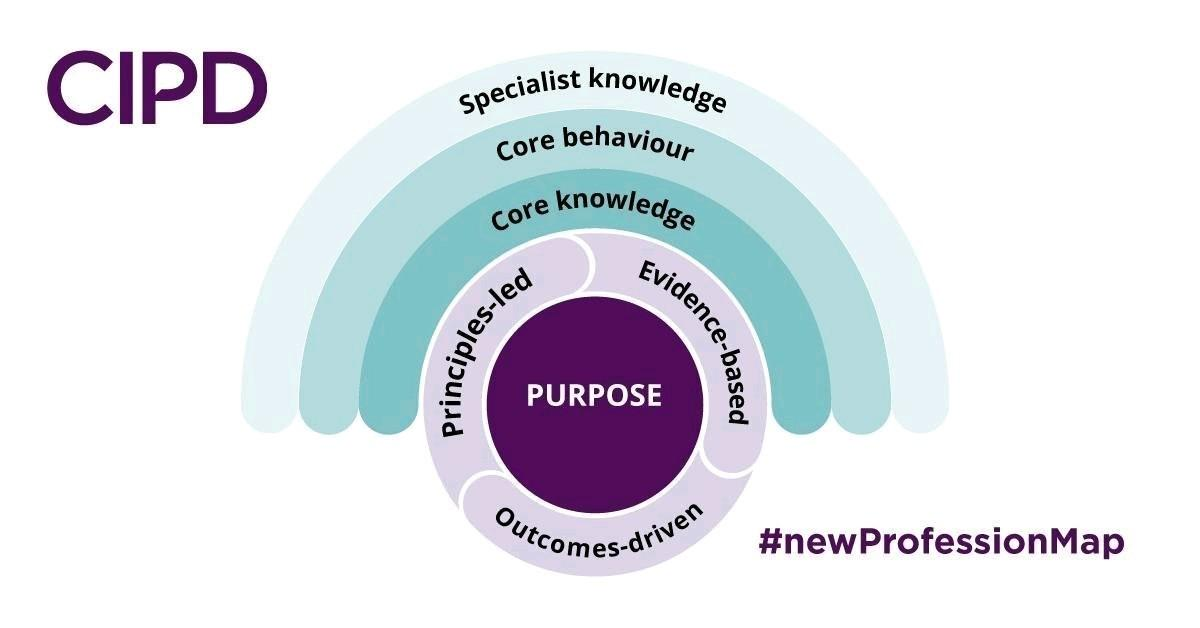 CIPD
Specialist knowledge
Core behaviour
Core knowledge
Principles-led
Evidence-based
PURPOSE
Outcomes-driven
#newProfessionMap